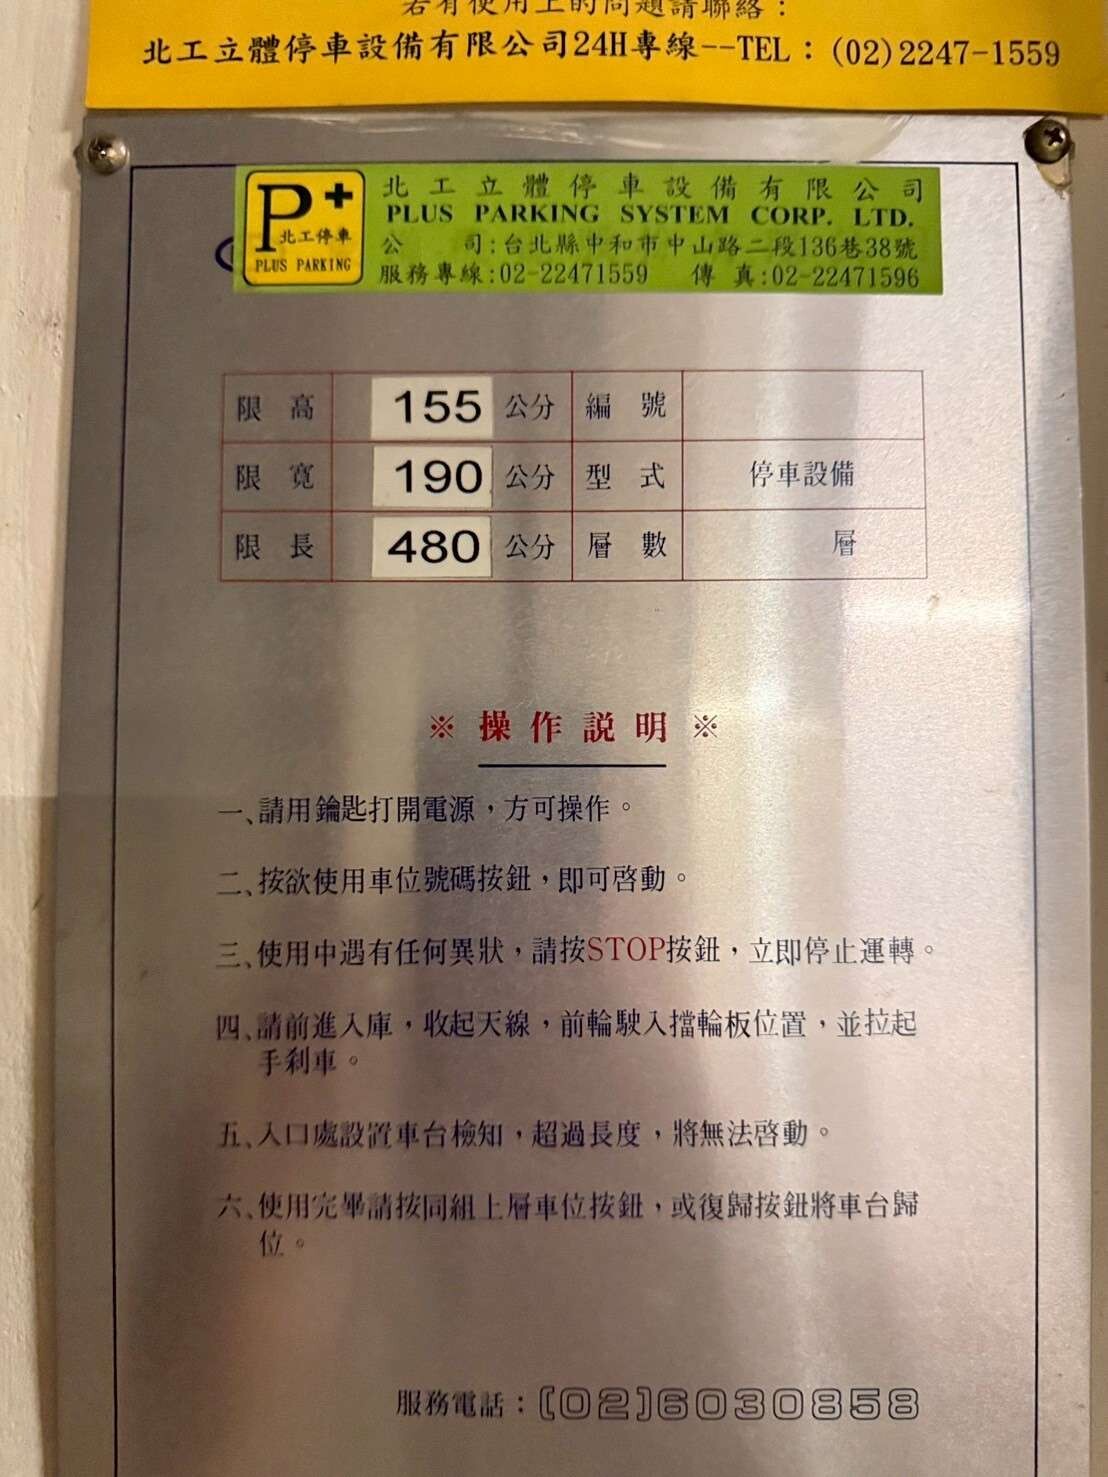 若有使用上的問題請聯絡：
北工立體停車設備有限公司24H專線--TEL：(02)2247-1559
P+
北工停車
PLUS PARKING
北工立體停車設備有限公司
PLUS PARKING SYSTEM CORP. LTD.
公　司:台北縣中和市中山路二段136巷38號
服務專線:02-22471559　傳　真:02-22471596
限高 155 公分 編號
限寬 190 公分 型式 停車設備
限長 480 公分 層數 層
※操作說明※
一、請用鑰匙打開電源，方可操作。
二、按欲使用車位號碼按鈕，即可啓動。
三、使用中遇有任何異狀，請按STOP按鈕，立即停止運轉。
四、請前進入庫，收起天線，前輪駛入擋輪板位置，並拉起
手剎車。
五、入口處設置車台檢知，超過長度，將無法啓動。
六、使用完畢請按同組上層車位按鈕，或復歸按鈕將車台歸
位。
服務電話：(02)6030858